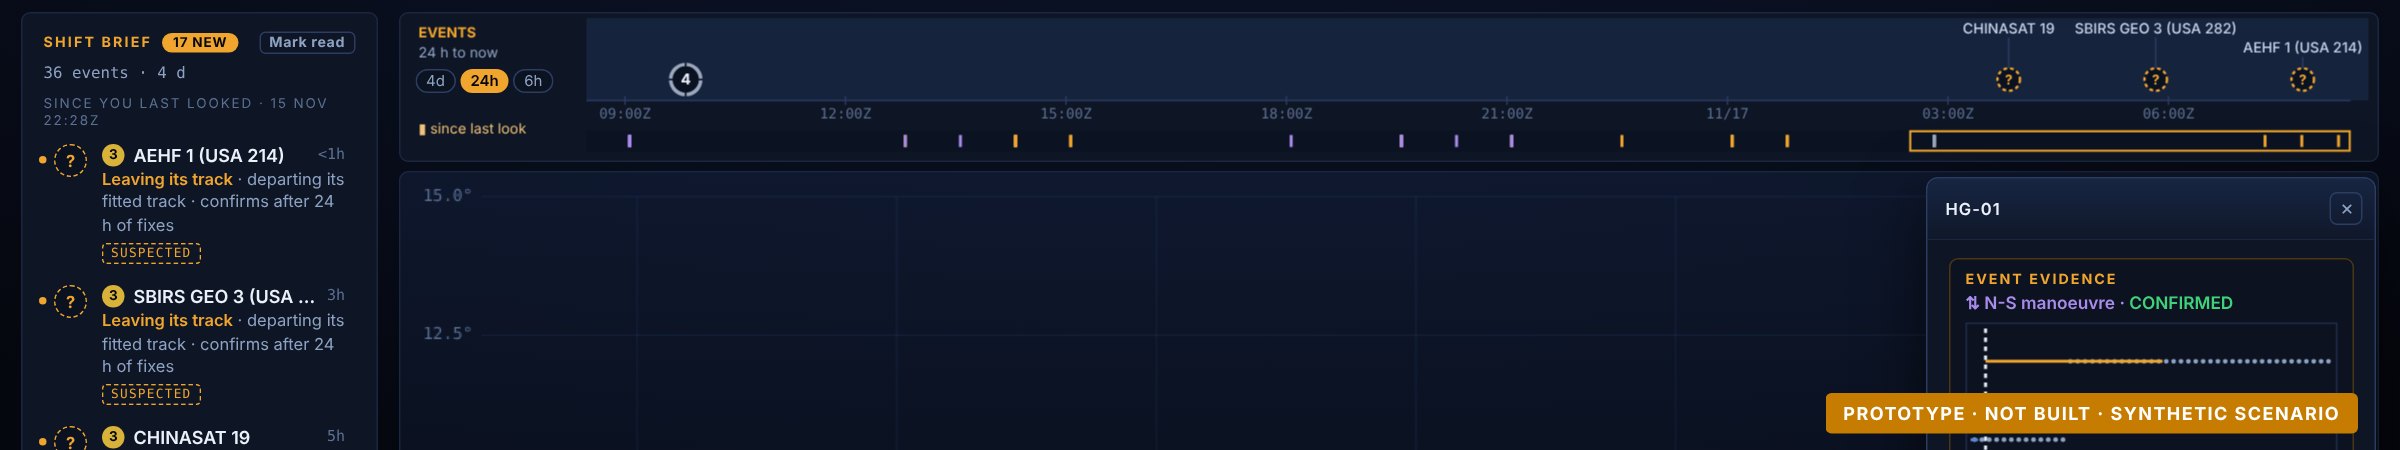 SHIFT BRIEF 17 NEW Mark read
36 events · 4 d
SINCE YOU LAST LOOKED · 15 NOV
22:28Z
? 3 AEHF 1 (USA 214) <1h
Leaving its track · departing its
fitted track · confirms after 24
h of fixes
SUSPECTED
? 3 SBIRS GEO 3 (USA ... 3h
Leaving its track · departing its
fitted track · confirms after 24
h of fixes
SUSPECTED
? 3 CHINASAT 19 5h
EVENTS
24 h to now
4d 24h 6h
since last look
CHINASAT 19 SBIRS GEO 3 (USA 282)
AEHF 1 (USA 214)
4 ? ? ?
09:00Z 12:00Z 15:00Z 18:00Z 21:00Z 11/17 03:00Z 06:00Z
15.0°
12.5°
HG-01 ×
EVENT EVIDENCE
⇅ N-S manoeuvre · CONFIRMED
PROTOTYPE · NOT BUILT · SYNTHETIC SCENARIO